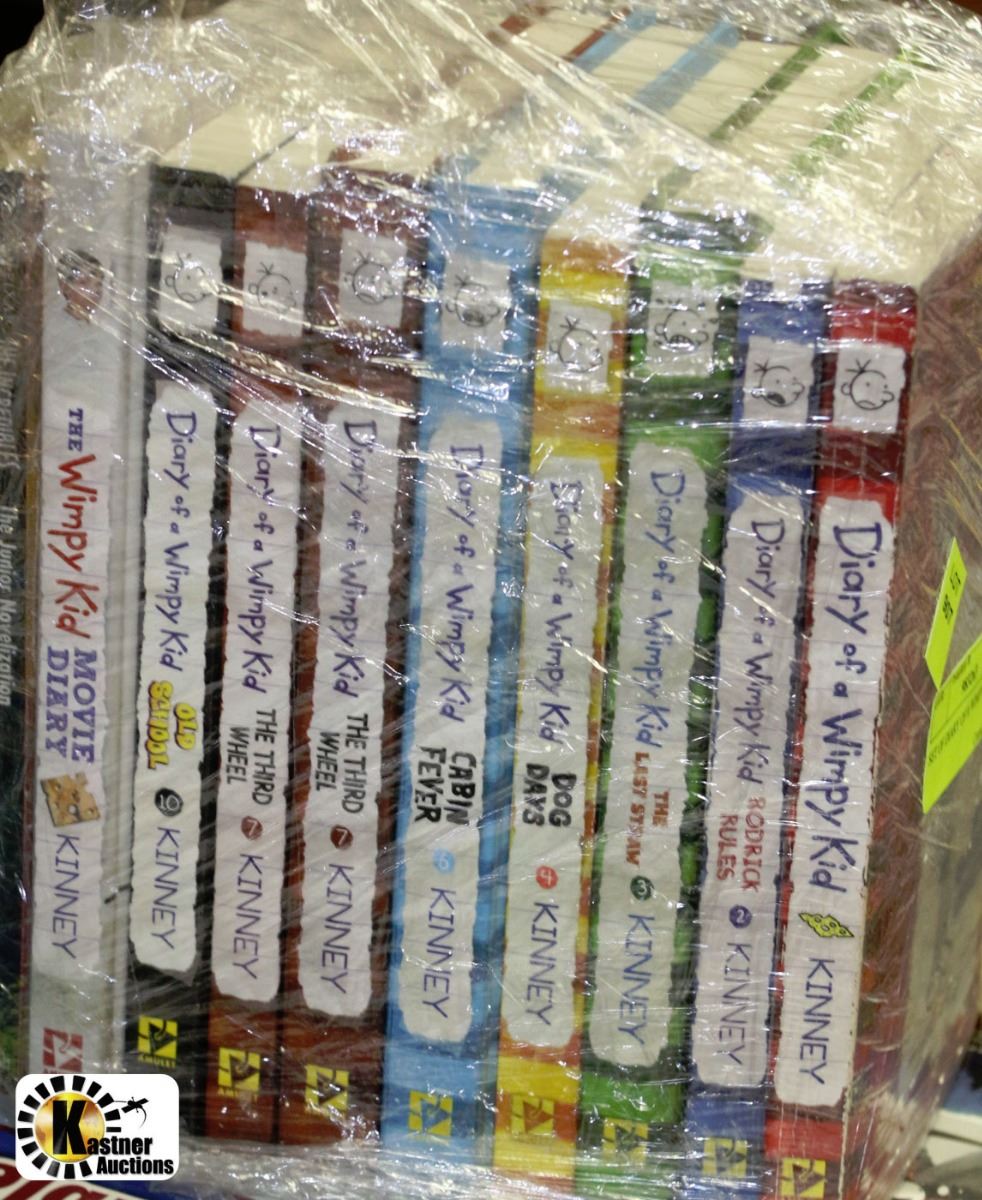 The Junior Novelization
THE WIMPY KID MOVIE
DIARY
KINNEY
Diary of a Wimpy Kid OLD
SCHOOL
10 KINNEY
AMULET
Diary of a Wimpy Kid THE THIRD
WHEEL
7 KINNEY
Diary of a Wimpy Kid THE THIRD
WHEEL
7 KINNEY
Diary of a Wimpy Kid CABIN
FEVER
6 KINNEY
Diary of a Wimpy Kid DOG
DAYS
4 KINNEY
Diary of a Wimpy Kid THE
LAST STRAW
3 KINNEY
Diary of a Wimpy Kid RODRICK
RULES
2 KINNEY
Diary of a Wimpy Kid KINNEY
Kastner
Auctions